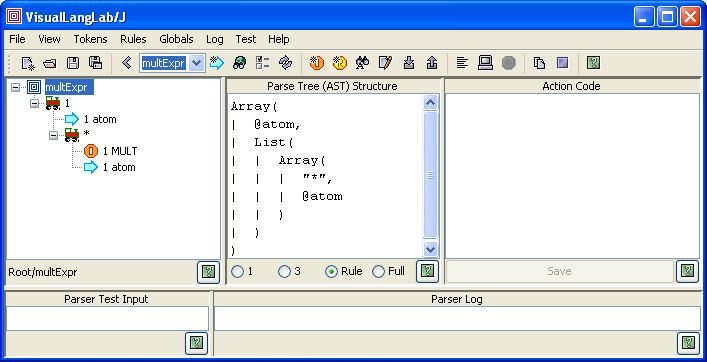 VisualLangLab/J
File View Tokens Rules Globals Log Test Help
multExpr
multExpr
1
1 atom
*
1 MULT
1 atom
Root/multExpr
Parse Tree (AST) Structure
Array(
| @atom,
| List(
| | Array(
| | | "*",
| | | @atom
| | )
| )
)
1 3 Rule Full
Action Code
Save
Parser Test Input
Parser Log